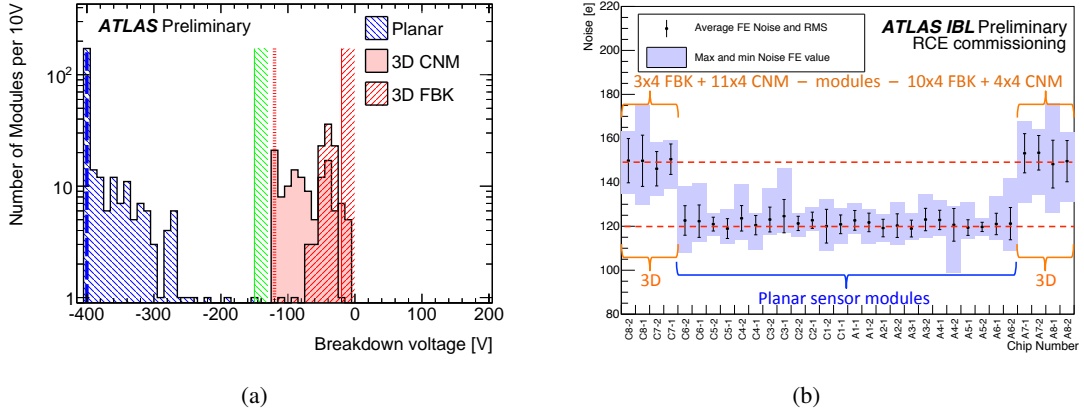 ATLAS Preliminary
Planar
3D CNM
3D FBK
Number of Modules per 10V
10²
10
1
-400 -300 -200 -100 0 100 200
Breakdown voltage [V]
(a)
Noise [e]
220
200
180
160
140
120
100
80
Average FE Noise and RMS
Max and min Noise FE value
ATLAS IBL Preliminary
RCE commissioning
3x4 FBK + 11x4 CNM – modules – 10x4 FBK + 4x4 CNM
3D
Planar sensor modules
3D
C8-2 C8-1 C7-2 C7-1 C6-2 C6-1 C5-2 C5-1 C4-2 C4-1 C3-2 C3-1 C2-2 C2-1 C1-2 C1-1 A1-1 A1-2 A2-1 A2-2 A3-1 A3-2 A4-1 A4-2 A5-1 A5-2 A6-1 A6-2 A7-1 A7-2 A8-1 A8-2
Chip Number
(b)